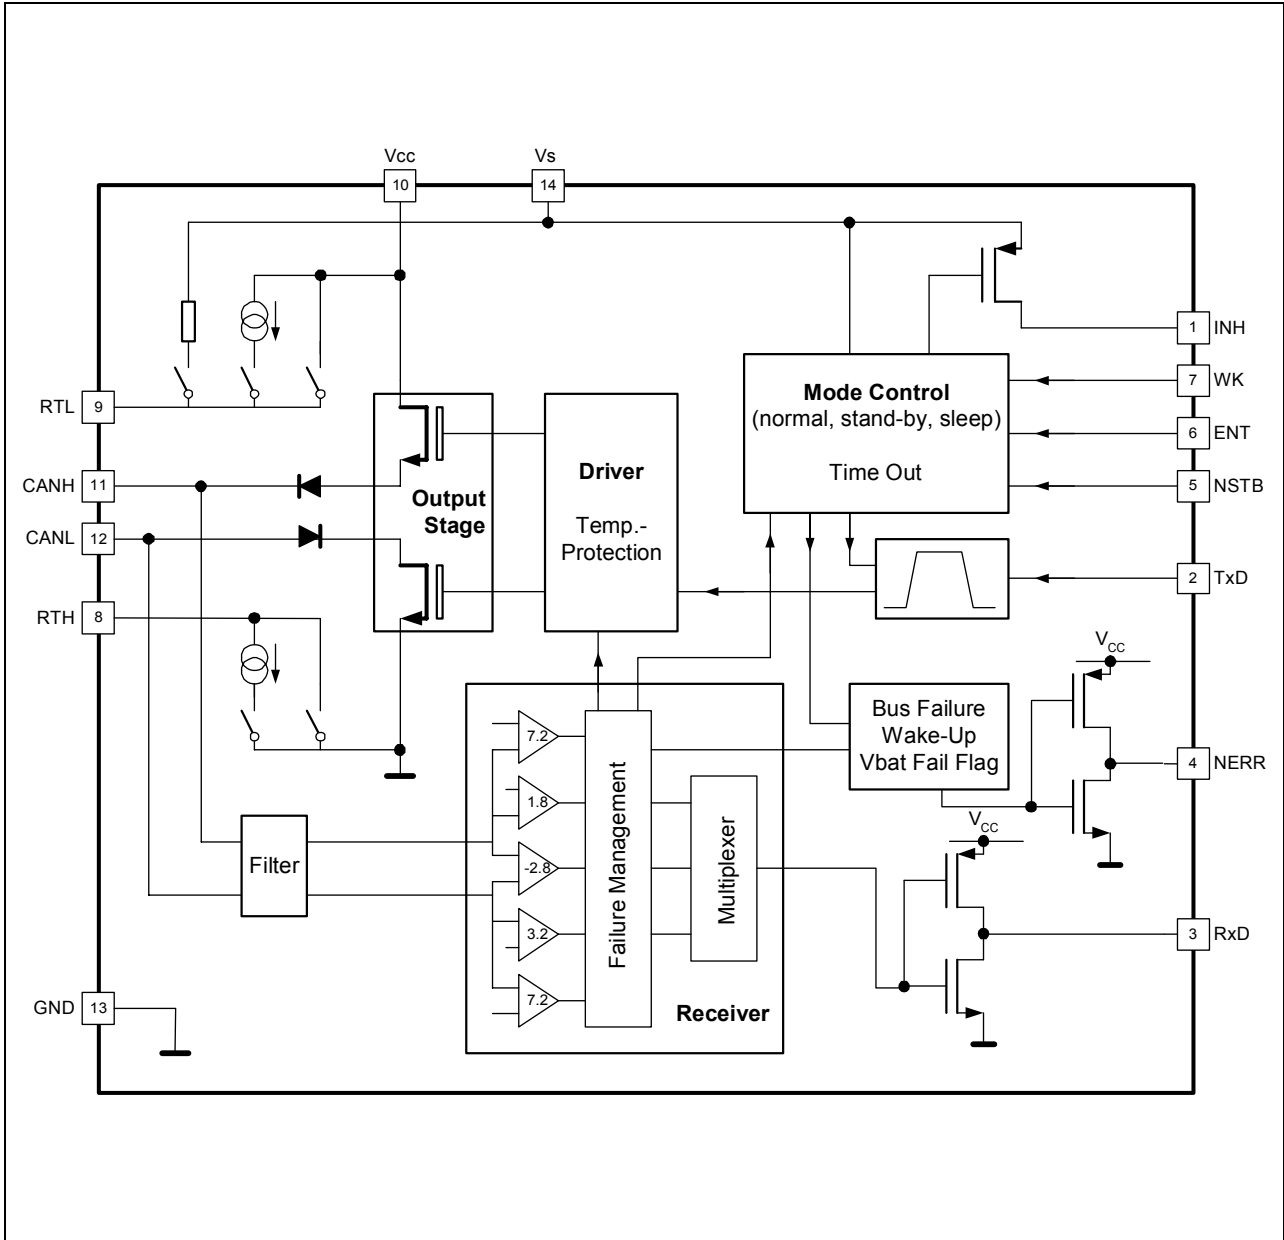 Vcc
Vs
10
14
1
INH
Mode Control
(normal, stand-by, sleep)
Time Out
7
WK
RTL
9
6
ENT
CANH
11
Output
Stage
Driver
Temp.-
Protection
5
NSTB
CANL
12
2
TxD
RTH
8
VCC
7.2
1.8
-2.8
3.2
7.2
Failure Management
Multiplexer
Receiver
Bus Failure
Wake-Up
Vbat Fail Flag
4
NERR
VCC
Filter
3
RxD
GND
13